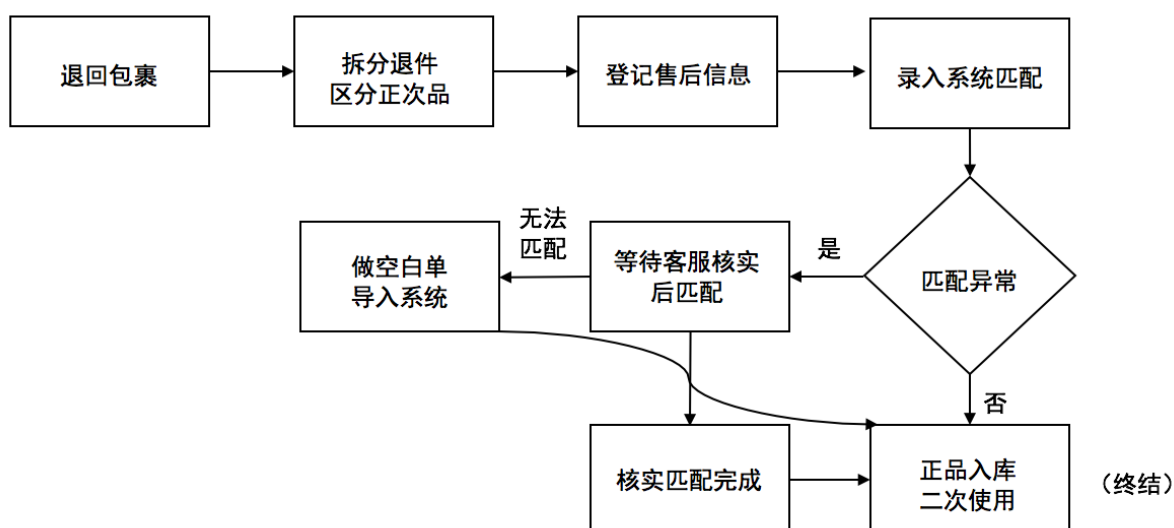 退回包裹
拆分退件
区分正次品
登记售后信息
录入系统匹配
无法
匹配
做空白单
导入系统
等待客服核实
后匹配
是
匹配异常
否
核实匹配完成
正品入库
二次使用
（终结）